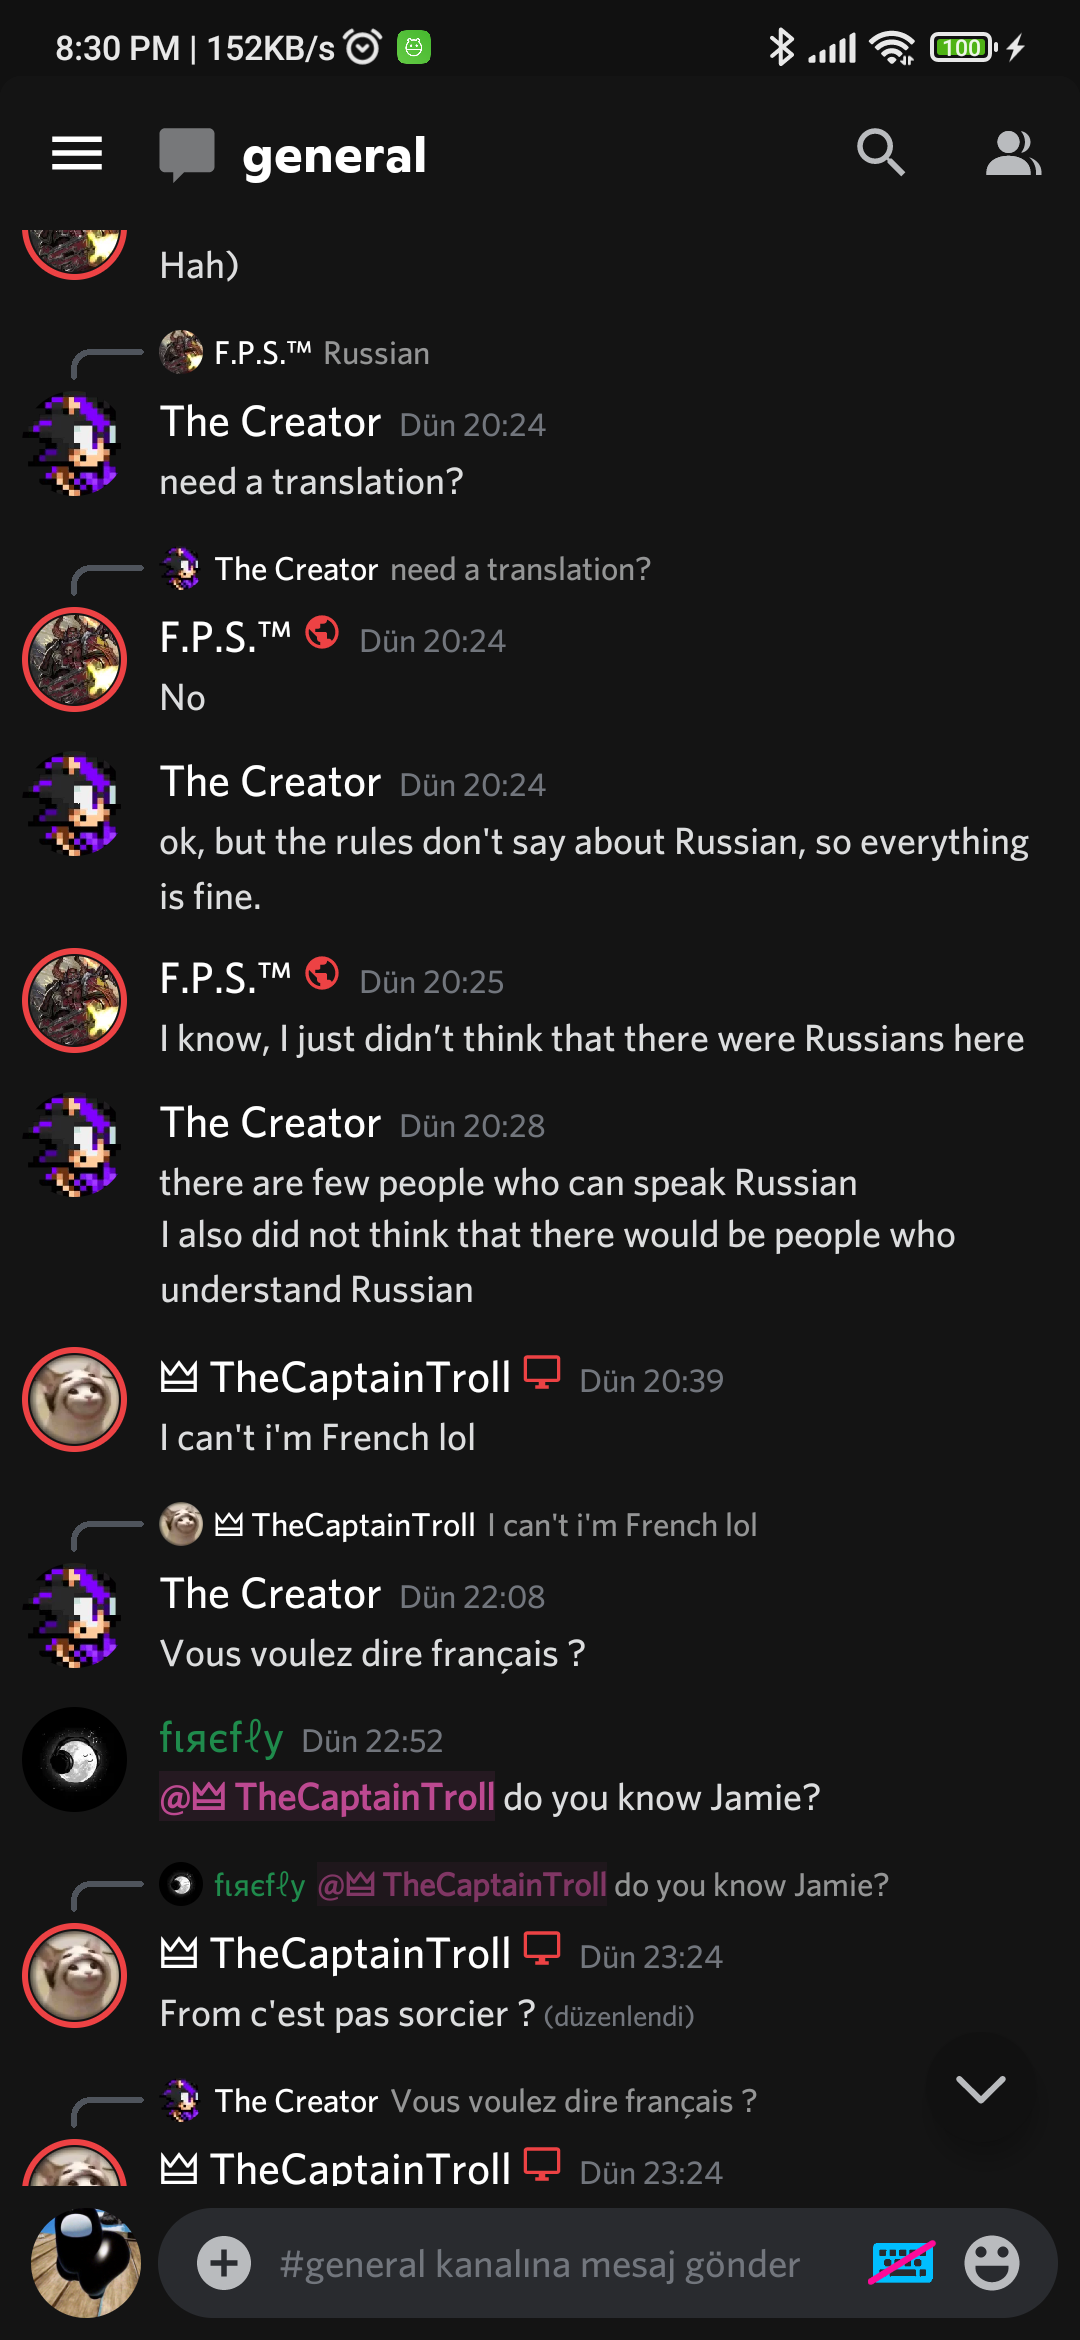 8:30 PM | 152KB/s
100
general
Hah)
F.P.S.™ Russian
The Creator Dün 20:24
need a translation?
The Creator need a translation?
F.P.S.™ Dün 20:24
No
The Creator Dün 20:24
ok, but the rules don't say about Russian, so everything
is fine.
F.P.S.™ Dün 20:25
I know, I just didn’t think that there were Russians here
The Creator Dün 20:28
there are few people who can speak Russian
I also did not think that there would be people who
understand Russian
TheCaptainTroll Dün 20:39
I can't i'm French lol
TheCaptainTroll I can't i'm French lol
The Creator Dün 22:08
Vous voulez dire français ?
fιяєfℓy Dün 22:52
@TheCaptainTroll do you know Jamie?
fιяєfℓy @TheCaptainTroll do you know Jamie?
TheCaptainTroll Dün 23:24
From c'est pas sorcier ? (düzenlendi)
The Creator Vous voulez dire français ?
TheCaptainTroll Dün 23:24
#general kanalına mesaj gönder